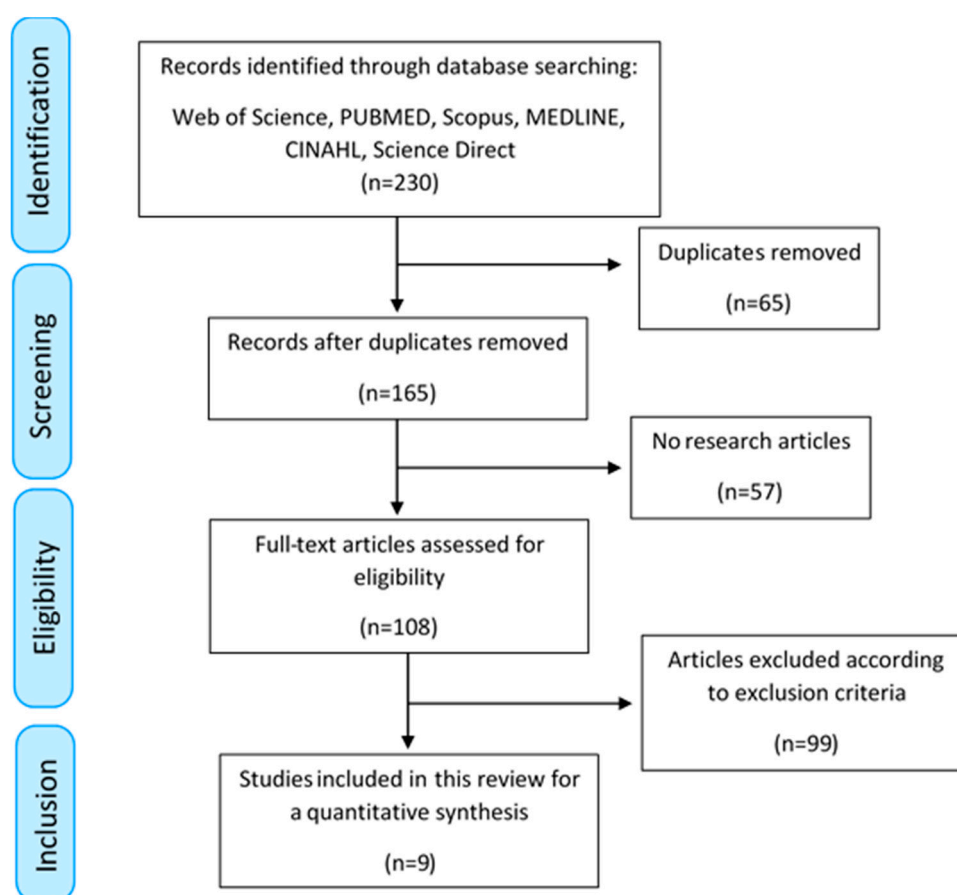 Identification
Records identified through database searching:
Web of Science, PUBMED, Scopus, MEDLINE,
CINAHL, Science Direct
(n=230)
Duplicates removed
(n=65)
Screening
Records after duplicates removed
(n=165)
No research articles
(n=57)
Eligibility
Full-text articles assessed for
eligibility
(n=108)
Articles excluded according
to exclusion criteria
(n=99)
Inclusion
Studies included in this review for
a quantitative synthesis
(n=9)